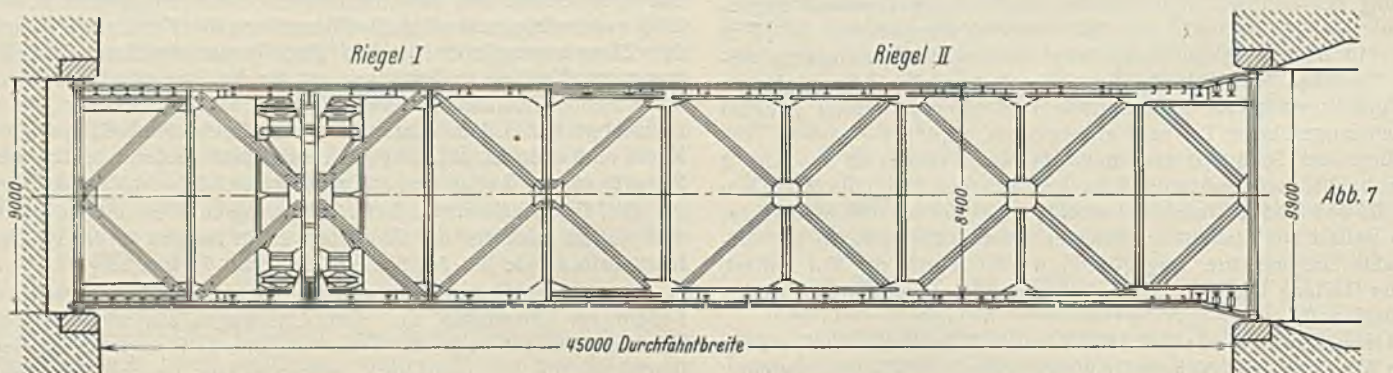 Riegel I
Riegel II
9000
8400
9900
Abb. 7
45000 Durchfahrtbreite